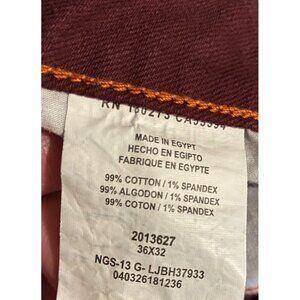 RN
MADE IN EGYPT
HECHO EN EGIPTO
FABRIQUE EN EGYPTE
99% COTTON / 1% SPANDEX
99% ALGODON / 1% SPANDEX
99% COTON / 1% SPANDEX
2013627
36X32
NGS-13 G- LJBH37933
040326181236